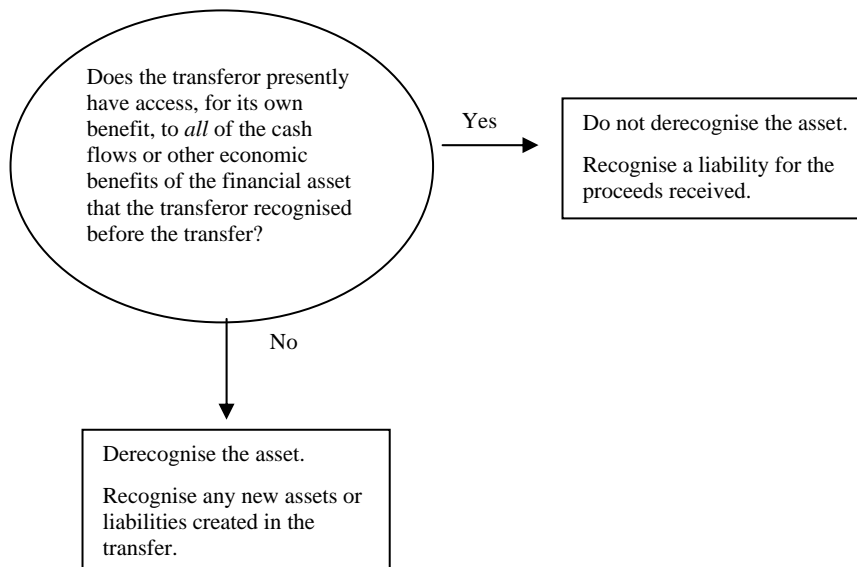 Does the transferor presently
have access, for its own
benefit, to all of the cash
flows or other economic
benefits of the financial asset
that the transferor recognised
before the transfer?
Yes
Do not derecognise the asset.
Recognise a liability for the
proceeds received.
No
Derecognise the asset.
Recognise any new assets or
liabilities created in the
transfer.